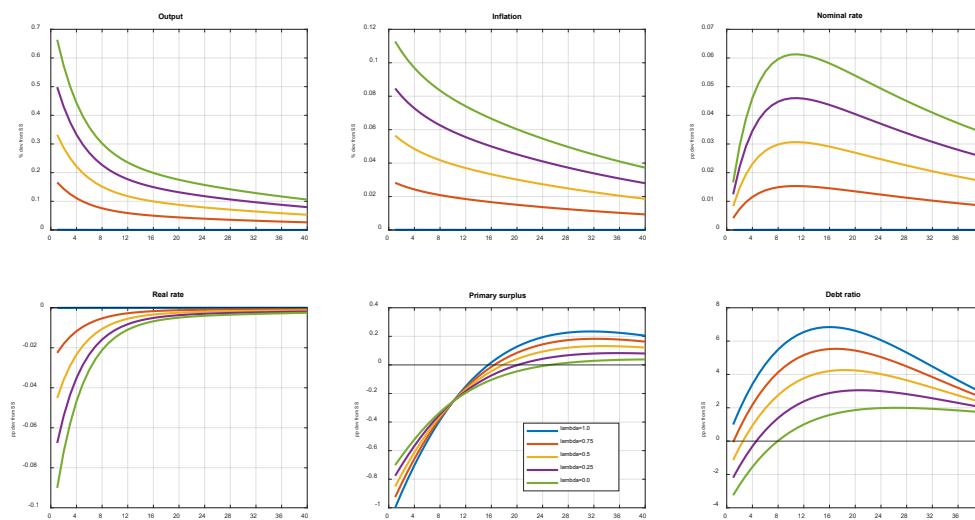 Output
Inflation
Nominal rate
0.7
0.6
0.5
0.4
0.3
0.2
0.1
0
% dev from SS
0 4 8 12 16 20 24 28 32 36 40
0.12
0.1
0.08
0.06
0.04
0.02
0
% dev from SS
0 4 8 12 16 20 24 28 32 36 40
0.07
0.06
0.05
0.04
0.03
0.02
0.01
0
pp dev from SS
0 4 8 12 16 20 24 28 32 36
Real rate
Primary surplus
Debt ratio
0
-0.02
-0.04
-0.06
-0.08
-0.1
pp dev from SS
0 4 8 12 16 20 24 28 32 36 40
0.4
0.2
0
-0.2
-0.4
-0.6
-0.8
-1
pp dev from SS
0 4 8 12 16 20 24 28 32 36 40
lambda=1.0
lambda=0.75
lambda=0.5
lambda=0.25
lambda=0.0
8
6
4
2
0
-2
-4
pp dev from SS
0 4 8 12 16 20 24 28 32 36